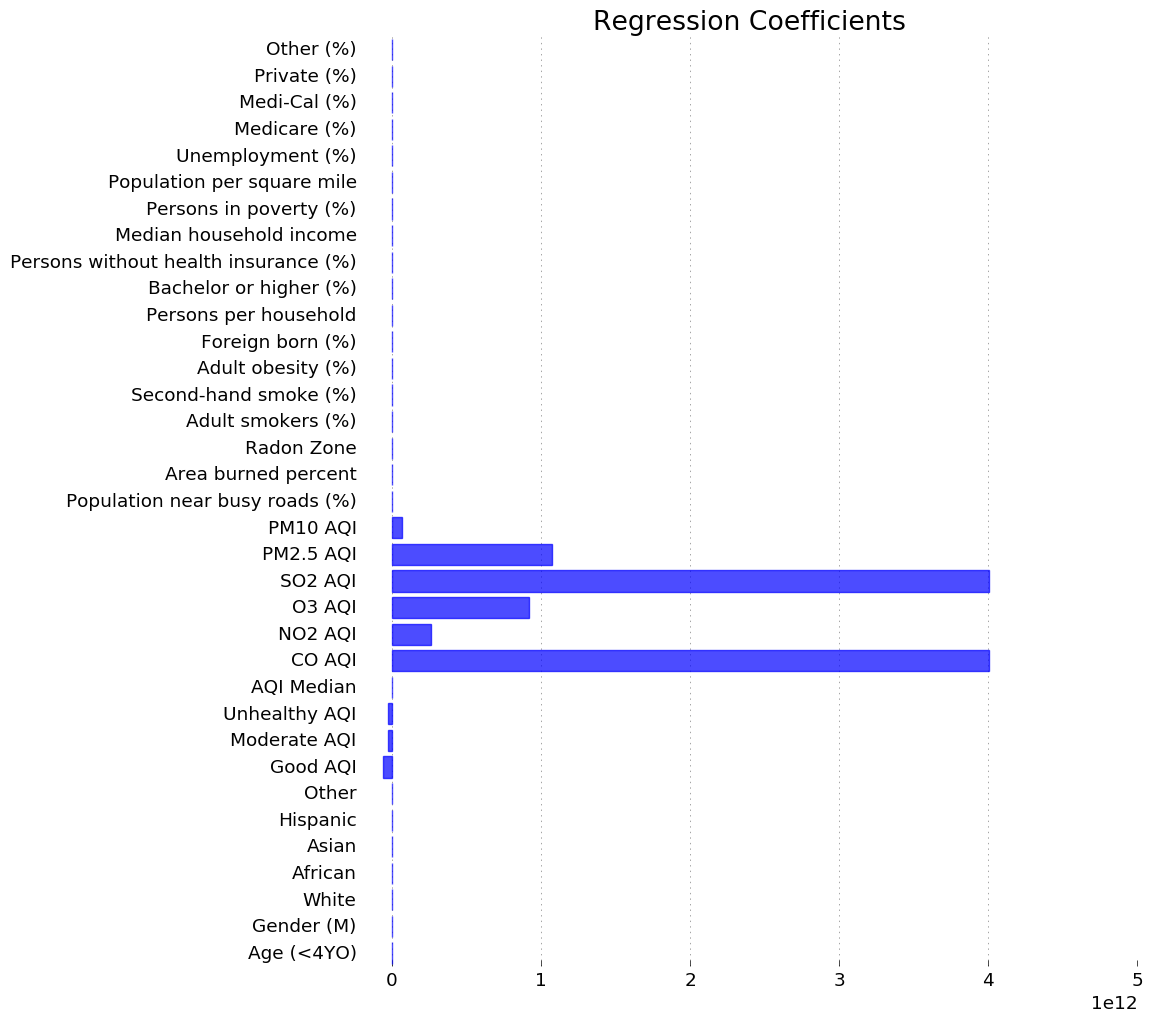 Regression Coefficients
Other (%)
Private (%)
Medi-Cal (%)
Medicare (%)
Unemployment (%)
Population per square mile
Persons in poverty (%)
Median household income
Persons without health insurance (%)
Bachelor or higher (%)
Persons per household
Foreign born (%)
Adult obesity (%)
Second-hand smoke (%)
Adult smokers (%)
Radon Zone
Area burned percent
Population near busy roads (%)
PM10 AQI
PM2.5 AQI
SO2 AQI
O3 AQI
NO2 AQI
CO AQI
AQI Median
Unhealthy AQI
Moderate AQI
Good AQI
Other
Hispanic
Asian
African
White
Gender (M)
Age (<4YO)
0 1 2 3 4 5
1e12